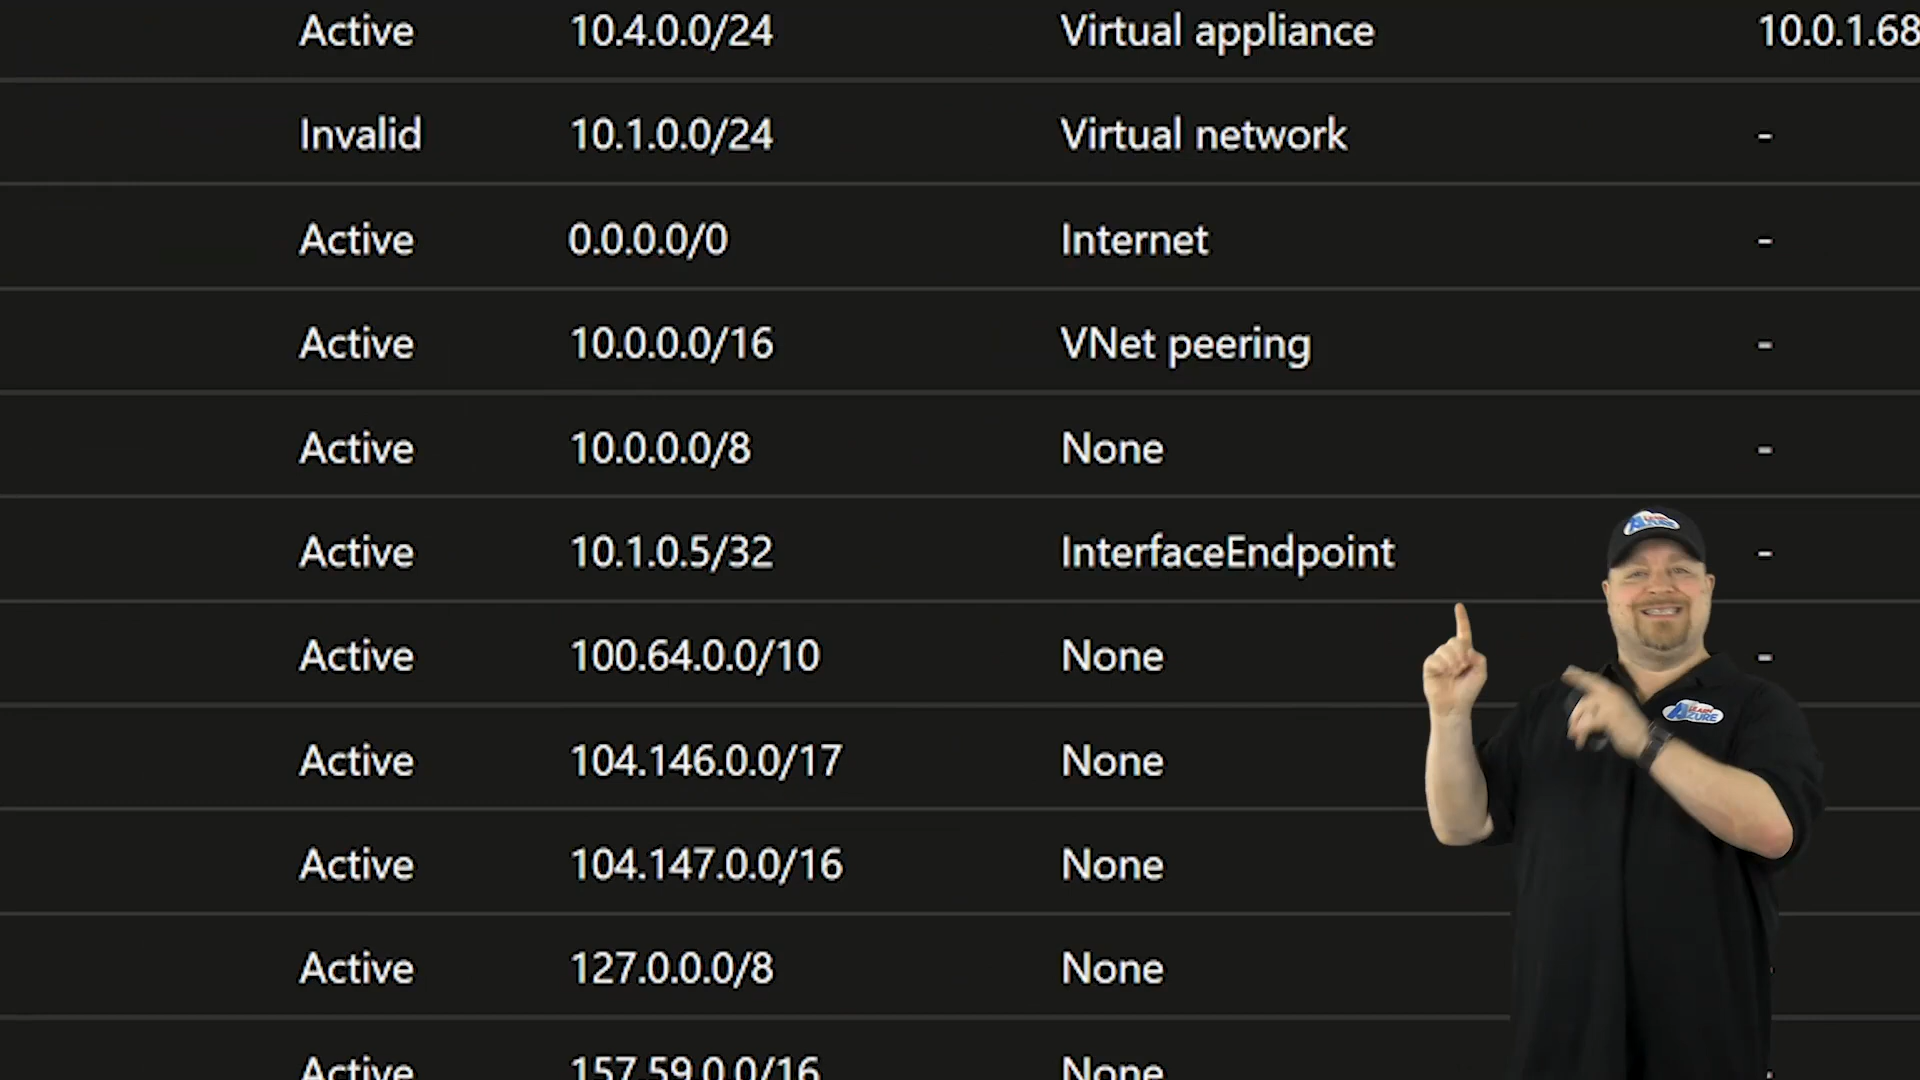 Active 10.4.0.0/24 Virtual appliance 10.0.1.68
Invalid 10.1.0.0/24 Virtual network -
Active 0.0.0.0/0 Internet -
Active 10.0.0.0/16 VNet peering -
Active 10.0.0.0/8 None -
Active 10.1.0.5/32 InterfaceEndpoint -
Active 100.64.0.0/10 None -
Active 104.146.0.0/17 None
Active 104.147.0.0/16 None
Active 127.0.0.0/8 None
Active 157.59.0.0/16 None
LEARN
AZURE